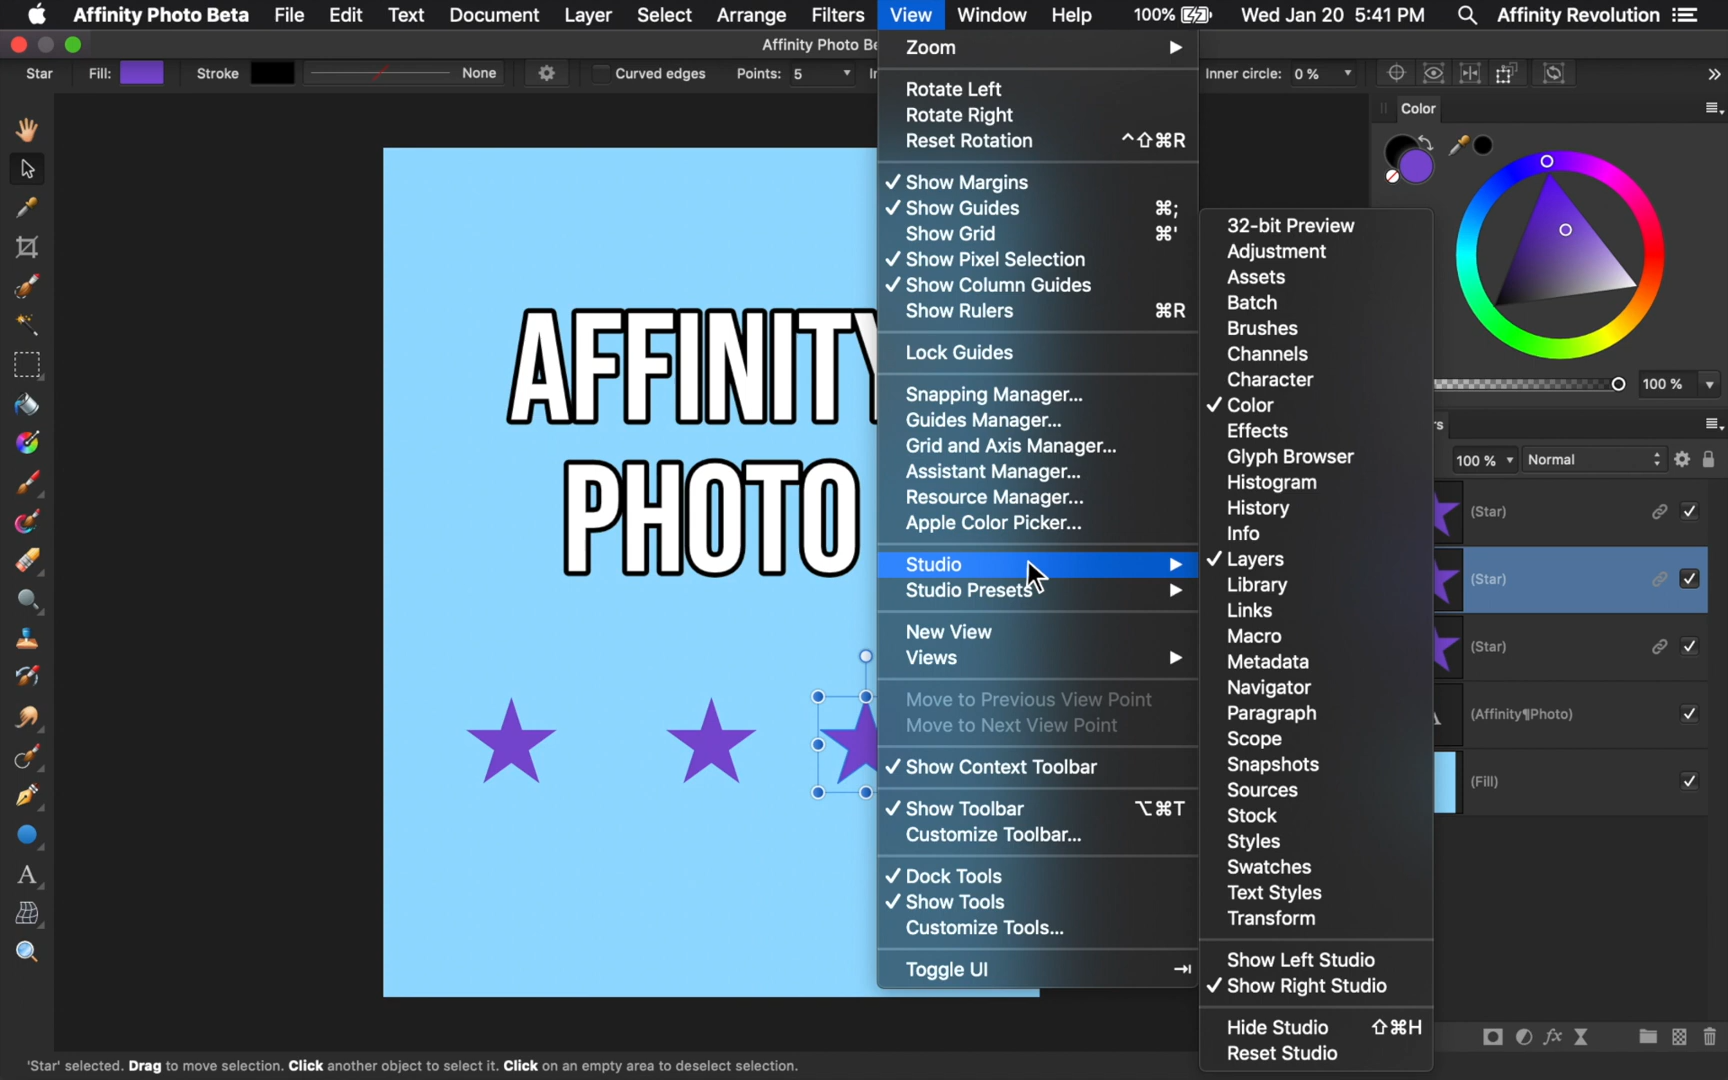 Affinity Photo Beta File Edit Text Document Layer Select Arrange Filters View Window Help 100% Wed Jan 20 5:41 PM Affinity Revolution
Affinity Photo Be
Star Fill: Stroke None Curved edges Points: 5 Inner circle: 0 %
Zoom
Rotate Left
Rotate Right
Reset Rotation ^⇧⌘R
✓ Show Margins
✓ Show Guides ⌘;
Show Grid ⌘'
✓ Show Pixel Selection
✓ Show Column Guides
Show Rulers ⌘R
Lock Guides
Snapping Manager...
Guides Manager...
Grid and Axis Manager...
Assistant Manager...
Resource Manager...
Apple Color Picker...
Studio
Studio Presets
New View
Views
Move to Previous View Point
Move to Next View Point
✓ Show Context Toolbar
✓ Show Toolbar ⌥⌘T
Customize Toolbar...
✓ Dock Tools
✓ Show Tools
Customize Tools...
Toggle UI ⇥
32-bit Preview
Adjustment
Assets
Batch
Brushes
Channels
Character
✓ Color
Effects
Glyph Browser
Histogram
History
Info
✓ Layers
Library
Links
Macro
Metadata
Navigator
Paragraph
Scope
Snapshots
Sources
Stock
Styles
Swatches
Text Styles
Transform
Show Left Studio
✓ Show Right Studio
Hide Studio ⇧⌘H
Reset Studio
AFFINITY
PHOTO
Color
100 %
rs
100 % Normal
(Star)
(Star)
(Star)
(Affinity¶Photo)
(Fill)
fx
'Star' selected. Drag to move selection. Click another object to select it. Click on an empty area to deselect selection.